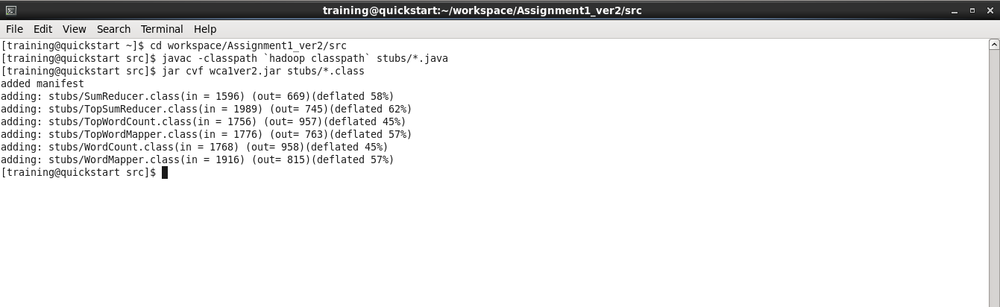 training@quickstart:~/workspace/Assignment1_ver2/src
File Edit View Search Terminal Help
[training@quickstart ~]$ cd workspace/Assignment1_ver2/src
[training@quickstart src]$ javac -classpath `hadoop classpath` stubs/*.java
[training@quickstart src]$ jar cvf wca1ver2.jar stubs/*.class
added manifest
adding: stubs/SumReducer.class(in = 1596) (out= 669)(deflated 58%)
adding: stubs/TopSumReducer.class(in = 1989) (out= 745)(deflated 62%)
adding: stubs/TopWordCount.class(in = 1756) (out= 957)(deflated 45%)
adding: stubs/TopWordMapper.class(in = 1776) (out= 763)(deflated 57%)
adding: stubs/WordCount.class(in = 1768) (out= 958)(deflated 45%)
adding: stubs/WordMapper.class(in = 1916) (out= 815)(deflated 57%)
[training@quickstart src]$